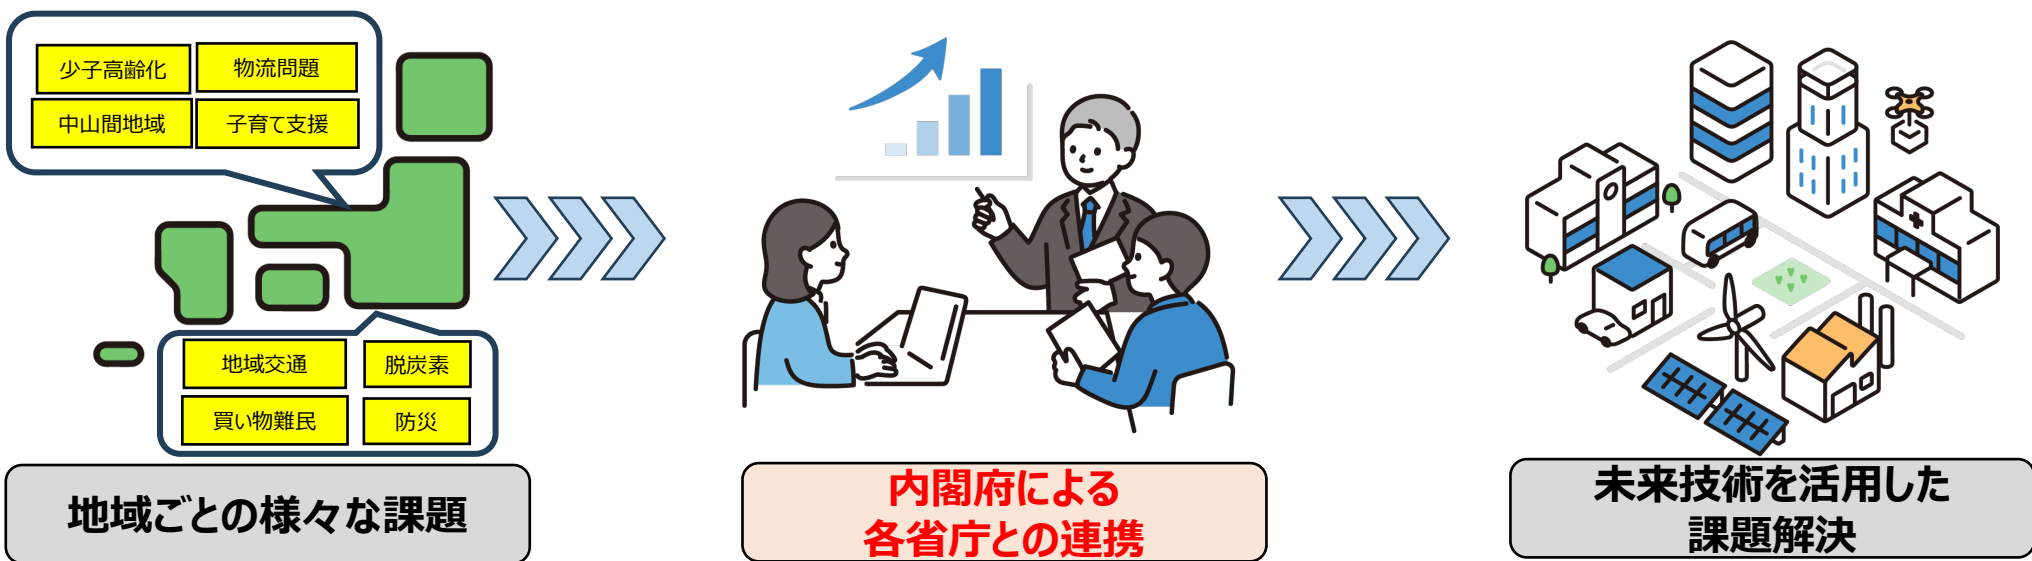 少子高齢化
物流問題
中山間地域
子育て支援
地域交通
脱炭素
買い物難民
防災
地域ごとの様々な課題
内閣府による
各省庁との連携
未来技術を活用した
課題解決